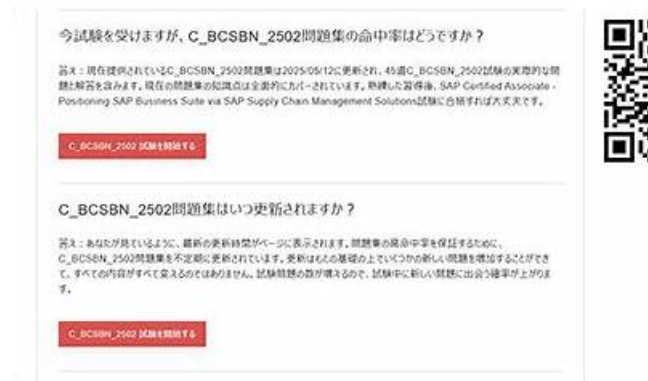 今試験を受けますが、C_BCSBN_2502問題集の命中率はどうですか？
答え：現在提供されているC_BCSBN_2502問題集は2025/05/12に更新され、45題C_BCSBN_2502試験の実際的な問
題と解答を含みます。現在の問題集の知識点は全面的にカバーされています。熟練した習得後、SAP Certified Associate -
Positioning SAP Business Suite via SAP Supply Chain Management Solutions試験に合格すれば大丈夫です。
C_BCSBN_2502 試験を開始する
C_BCSBN_2502問題集はいつ更新されますか？
答え：あなたが見ているように、最新の更新時間がページに表示されます。問題集の高命中率を保証するために、
C_BCSBN_2502問題集を不定期に更新されています。更新はもとの基礎の上でいくつかの新しい問題を増加することができ
て、すべての内容がすべて変えるのではありません。試験問題の数が増えるので、試験中に新しい問題に出会う確率が上がりま
す。
C_BCSBN_2502 試験を開始する